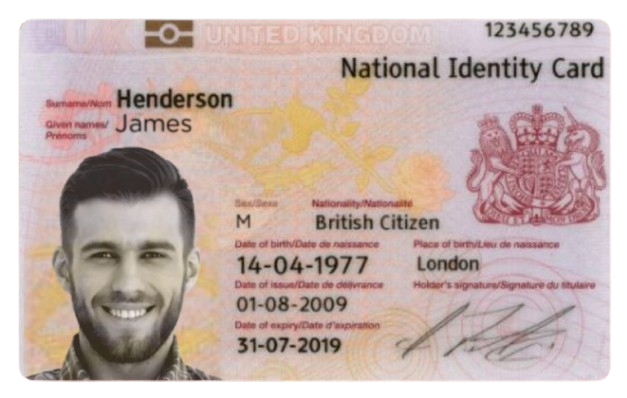 UNITED KINGDOM
123456789
National Identity Card
Surname/Nom Henderson
Given names/
Prénoms
James
Sex/Sexe
Nationality/Nationalité
M
British Citizen
Date of birth/Date de naissance
Place of birth/Lieu de naissance
14-04-1977
London
Date of issue/Date de délivrance
Holder's signature/Signature du titulaire
01-08-2009
Date of expiry/Date d'expiration
31-07-2019